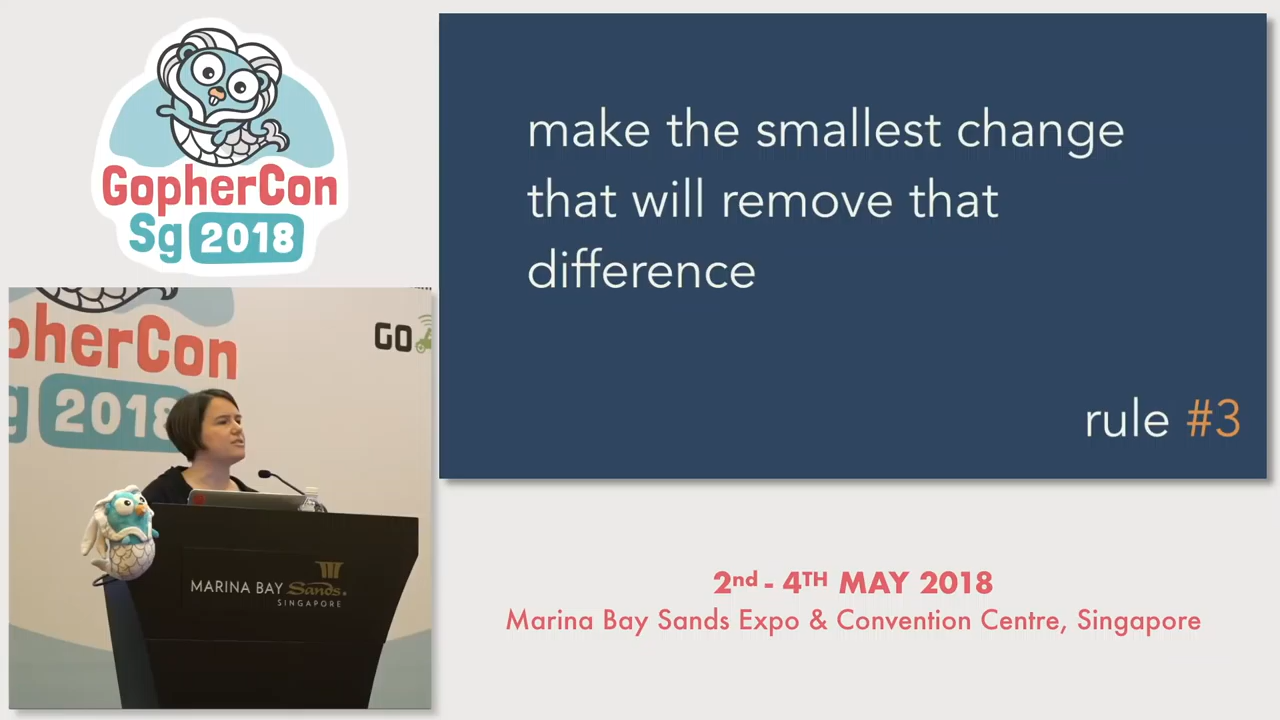 GopherCon
Sg 2018
make the smallest change
that will remove that
difference
rule #3
pherCon
g 2018
GO
MARINA BAY Sands.
SINGAPORE
2nd - 4TH MAY 2018
Marina Bay Sands Expo & Convention Centre, Singapore